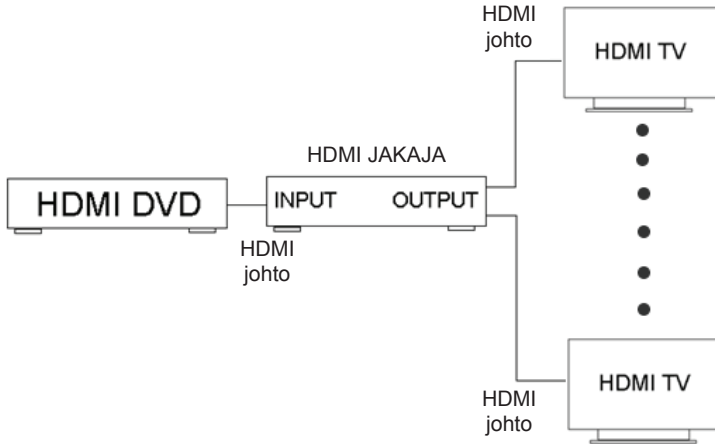 HDMI
johto
HDMI TV
HDMI JAKAJA
HDMI DVD
INPUT OUTPUT
HDMI
johto
HDMI TV
HDMI
johto